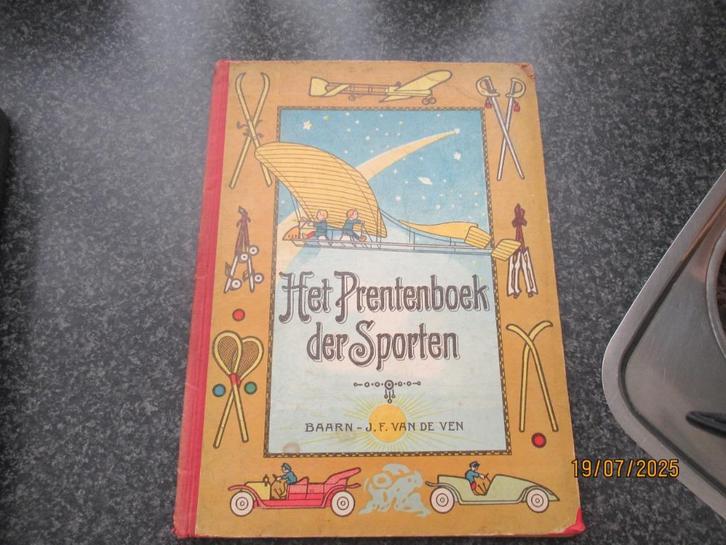 Het Prentenboek
der Sporten
BAARN - J. F. VAN DE VEN
19/07/2025